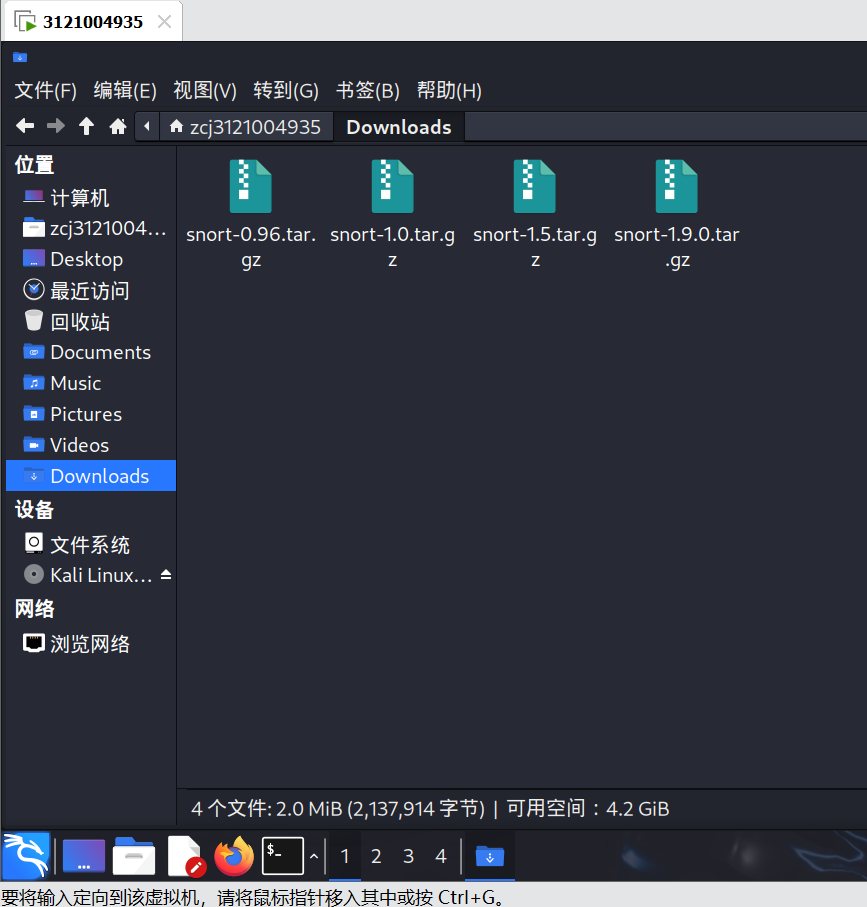 3121004935
文件(F) 编辑(E) 视图(V) 转到(G) 书签(B) 帮助(H)
zcj3121004935 Downloads
位置
计算机
zcj3121004...
Desktop
最近访问
回收站
Documents
Music
Pictures
Videos
Downloads
设备
文件系统
Kali Linux...
网络
浏览网络
snort-0.96.tar.
gz
snort-1.0.tar.g
z
snort-1.5.tar.g
z
snort-1.9.0.tar
.gz
4 个文件: 2.0 MiB (2,137,914 字节) | 可用空间：4.2 GiB
$_
1 2 3 4
要将输入定向到该虚拟机，请将鼠标指针移入其中或按 Ctrl+G。